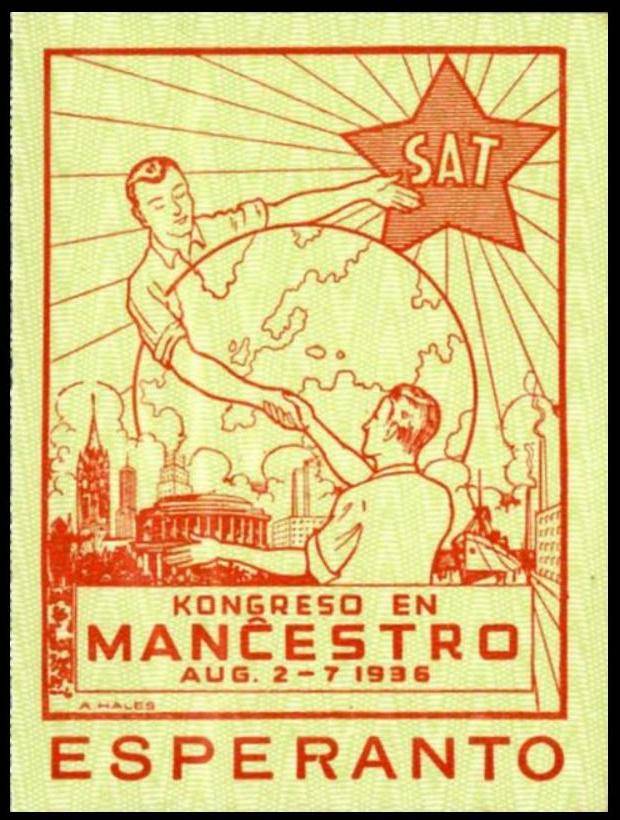 SAT
KONGRESO EN
MANĈESTRO
AUG. 2-7 1936
A. HALES
ESPERANTO